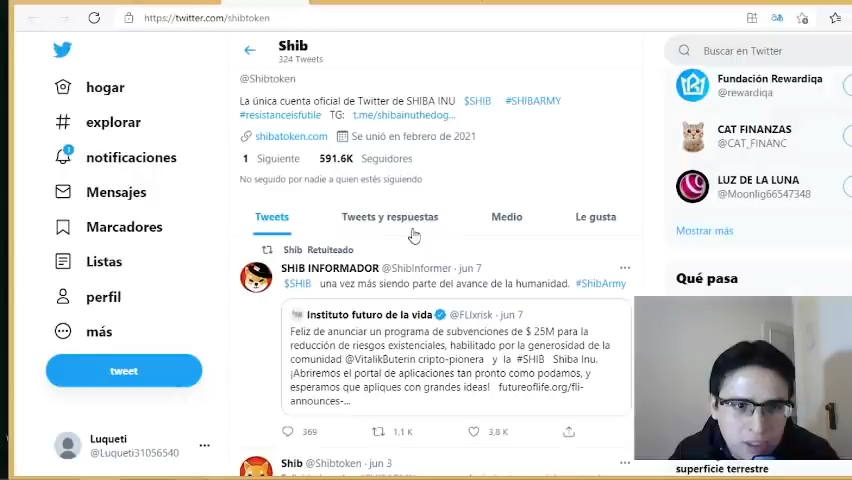 https://twitter.com/shibtoken
Shib
324 Tweets
@Shibtoken
La única cuenta oficial de Twitter de SHIBA INU $SHIB #SHIBARMY
#resistanceisfutile TG: t.me/shibainuthedog...
shibatoken.com Se unió en febrero de 2021
1 Siguiente 591.6K Seguidores
No seguido por nadie a quien estés siguiendo
Tweets Tweets y respuestas Medio Le gusta
Shib Retuiteado
SHIB INFORMADOR @ShibInformer · jun 7
$SHIB una vez más siendo parte del avance de la humanidad. #ShibArmy
Instituto futuro de la vida @FLIxrisk · jun 7
Feliz de anunciar un programa de subvenciones de $ 25M para la
reducción de riesgos existenciales, habilitado por la generosidad de la
comunidad @VitalikButerin cripto-pionera y la #SHIB Shiba Inu.
¡Abriremos el portal de aplicaciones tan pronto como podamos, y
esperamos que apliques con grandes ideas! futureoflife.org/fli-
announces-...
369 1.1 K 3,8 K
Shib @Shibtoken · jun 3
hogar
explorar
1
notificaciones
Mensajes
Marcadores
Listas
perfil
más
tweet
Luqueti
@Luqueti31056540
Buscar en Twitter
Fundación Rewardiqa
@rewardiqa
CAT FINANZAS
@CAT_FINANC
LUZ DE LA LUNA
@Moonlig66547348
Mostrar más
Qué pasa
superficie terrestre